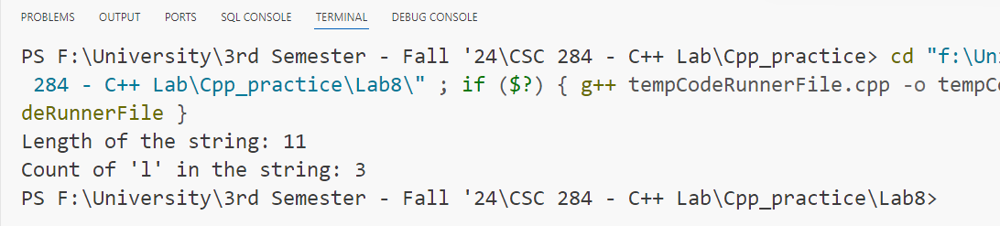 PROBLEMS OUTPUT PORTS SQL CONSOLE TERMINAL DEBUG CONSOLE
PS F:\University\3rd Semester - Fall '24\CSC 284 - C++ Lab\Cpp_practice> cd "f:\Uni
284 - C++ Lab\Cpp_practice\Lab8\" ; if ($?) { g++ tempCodeRunnerFile.cpp -o tempCo
deRunnerFile }
Length of the string: 11
Count of 'l' in the string: 3
PS F:\University\3rd Semester - Fall '24\CSC 284 - C++ Lab\Cpp_practice\Lab8>